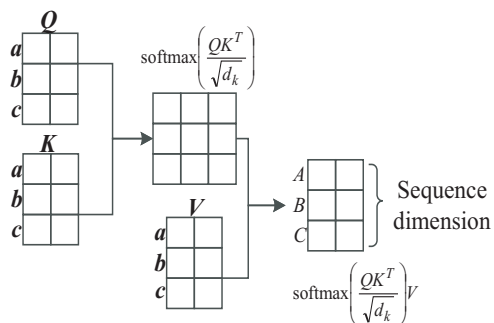 Q
a
b
c
softmax(QK^T/√d_k)
K
a
b
c
V
a
b
c
A
B
C
Sequence
dimension
softmax(QK^T/√d_k)V